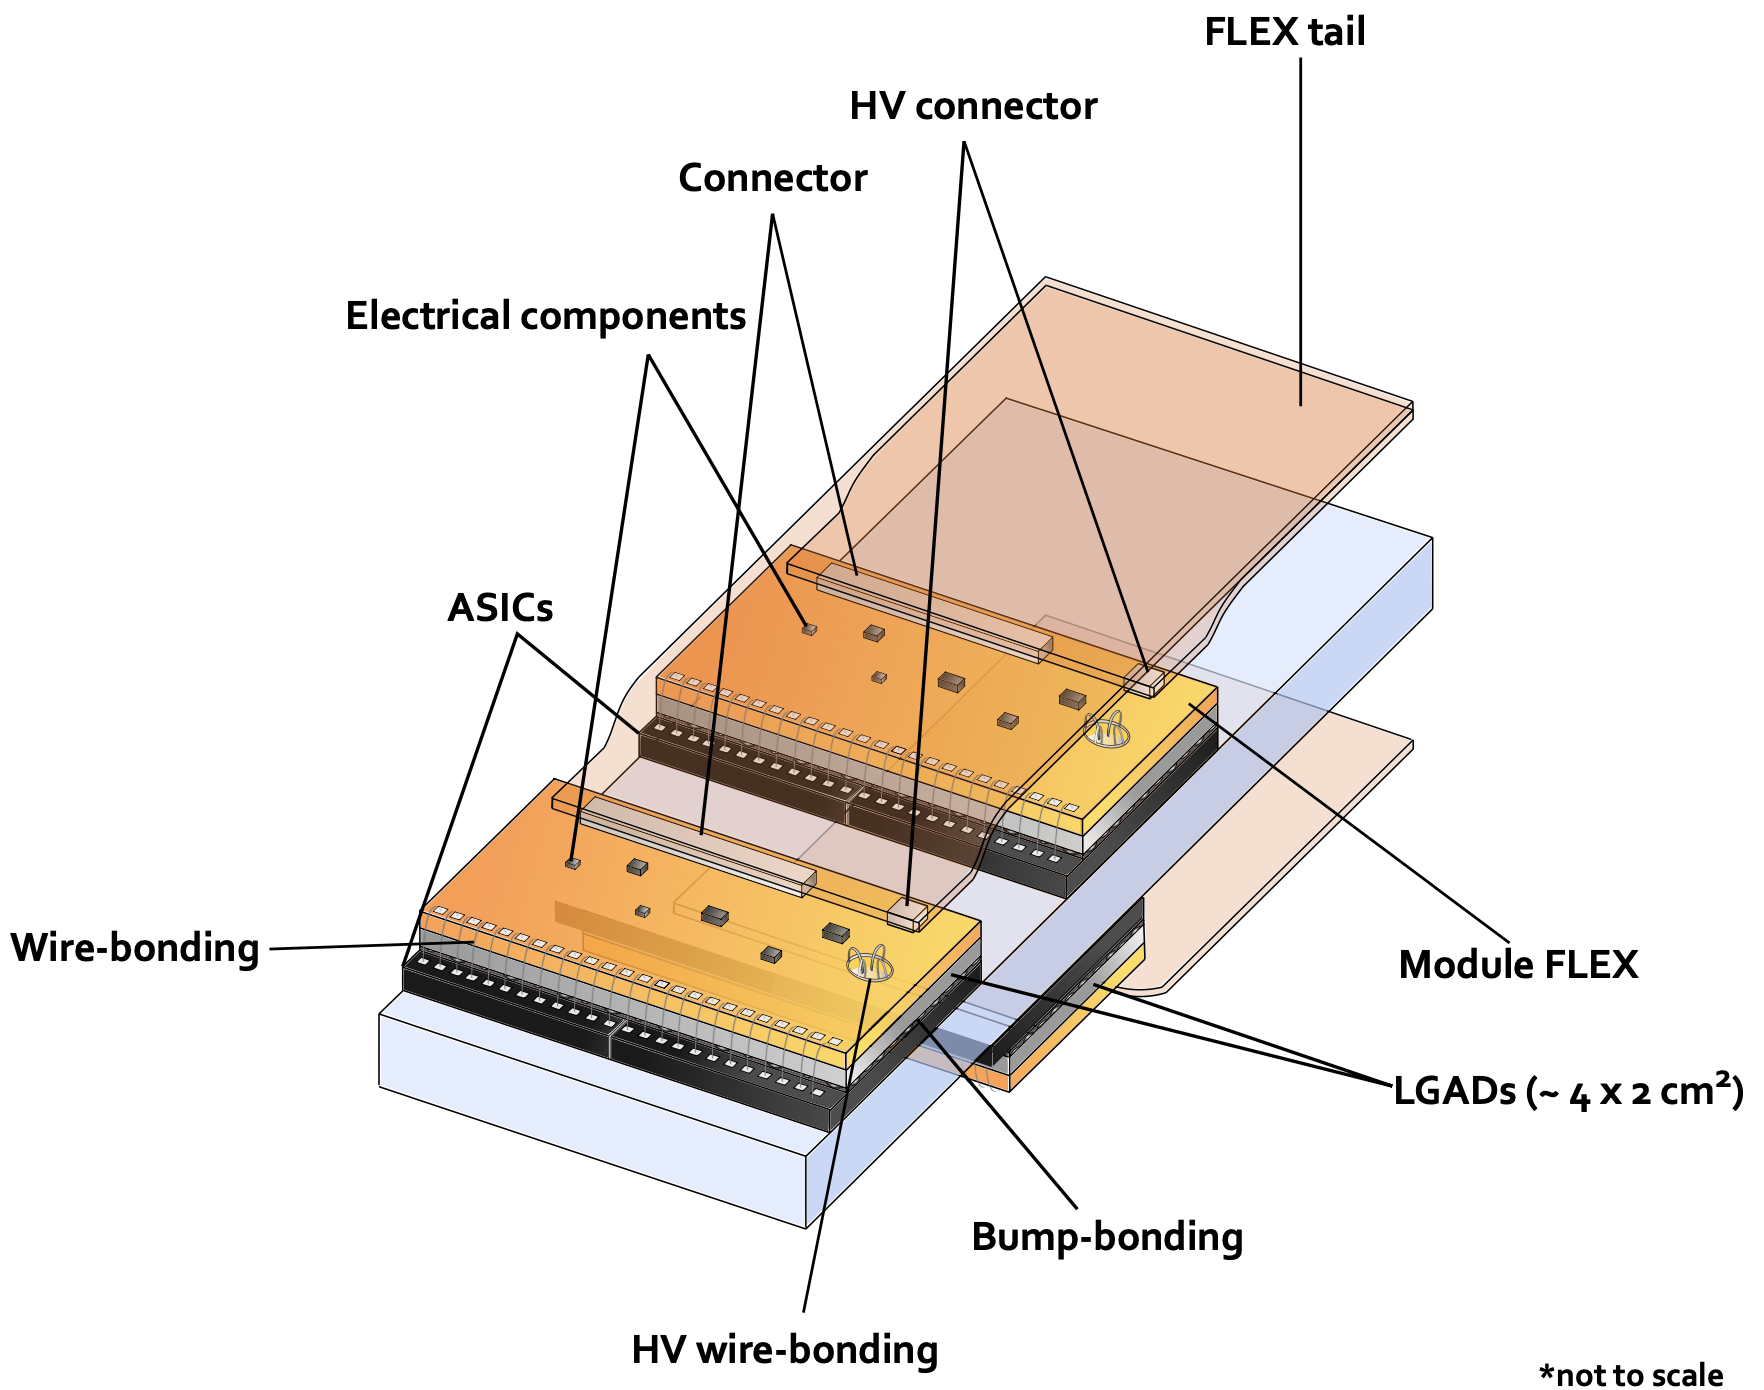 FLEX tail
HV connector
Connector
Electrical components
ASICs
Wire-bonding
Module FLEX
LGADs (~ 4 x 2 cm²)
Bump-bonding
HV wire-bonding
*not to scale